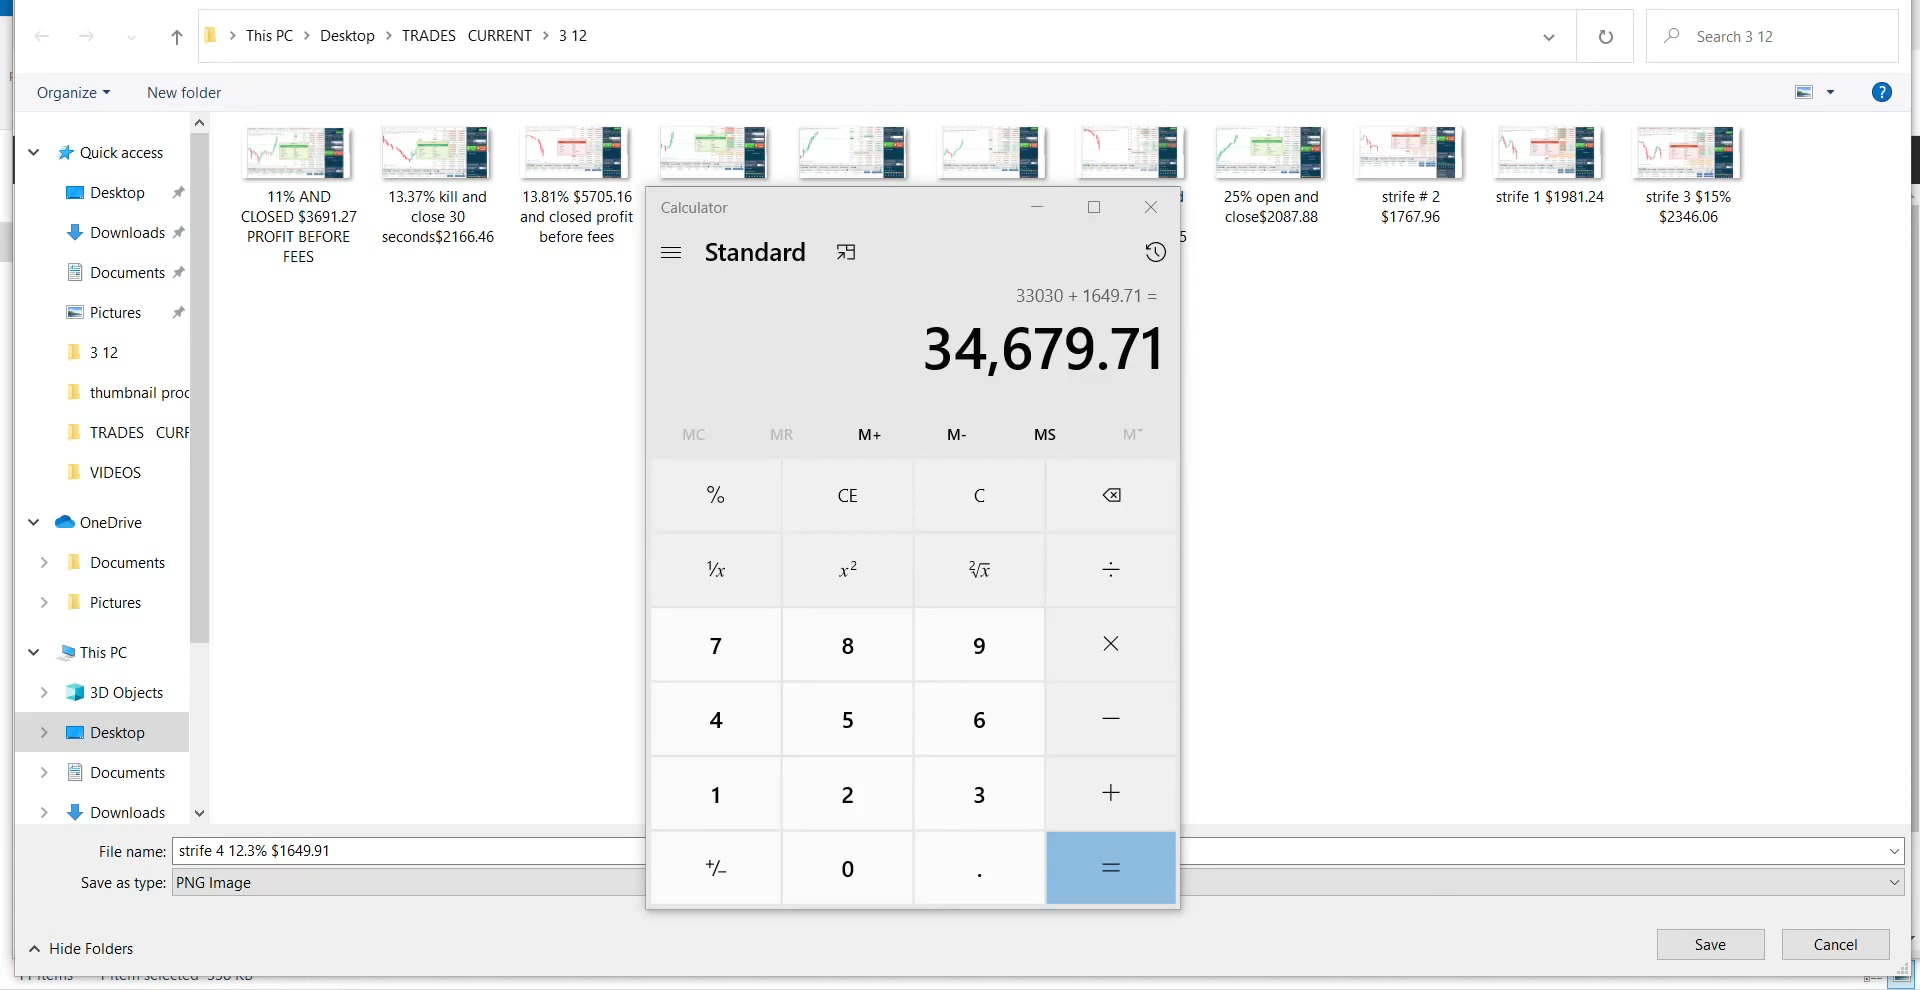 This PC > Desktop > TRADES CURRENT > 3 12
Search 3 12
Organize
New folder
Quick access
Desktop
Downloads
Documents
Pictures
3 12
thumbnail proc
TRADES CURR
VIDEOS
OneDrive
Documents
Pictures
This PC
3D Objects
Desktop
Documents
Downloads
11% AND
CLOSED $3691.27
PROFIT BEFORE
FEES
13.37% kill and
close 30
seconds$2166.46
13.81% $5705.16
and closed profit
before fees
25% open and
close$2087.88
strife # 2
$1767.96
strife 1 $1981.24
strife 3 $15%
$2346.06
Calculator
Standard
33030 + 1649.71 =
34,679.71
MC MR M+ M- MS M˅
% CE C
¹/x x² ²√x ÷
7 8 9 ×
4 5 6 −
1 2 3 +
+/− 0 . =
File name: strife 4 12.3% $1649.91
Save as type: PNG Image
Hide Folders
Save
Cancel